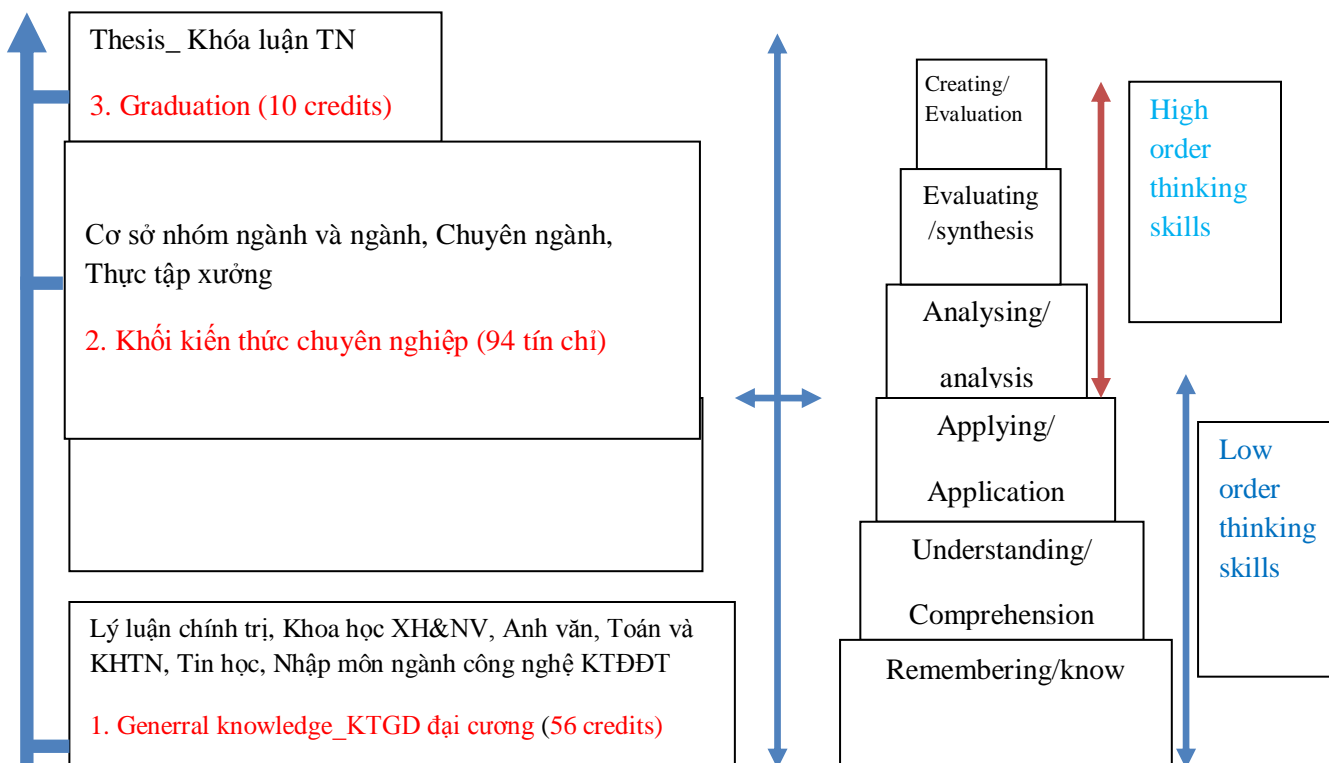 Thesis_ Khóa luận TN
3. Graduation (10 credits)
Cơ sở nhóm ngành và ngành, Chuyên ngành,
Thực tập xưởng
2. Khối kiến thức chuyên nghiệp (94 tín chỉ)
Lý luận chính trị, Khoa học XH&NV, Anh văn, Toán và
KHTN, Tin học, Nhập môn ngành công nghệ KTĐĐT
1. Generral knowledge_KTGD đại cương (56 credits)
Creating/
Evaluation
Evaluating
/synthesis
Analysing/
analysis
Applying/
Application
Understanding/
Comprehension
Remembering/know
High
order
thinking
skills
Low
order
thinking
skills